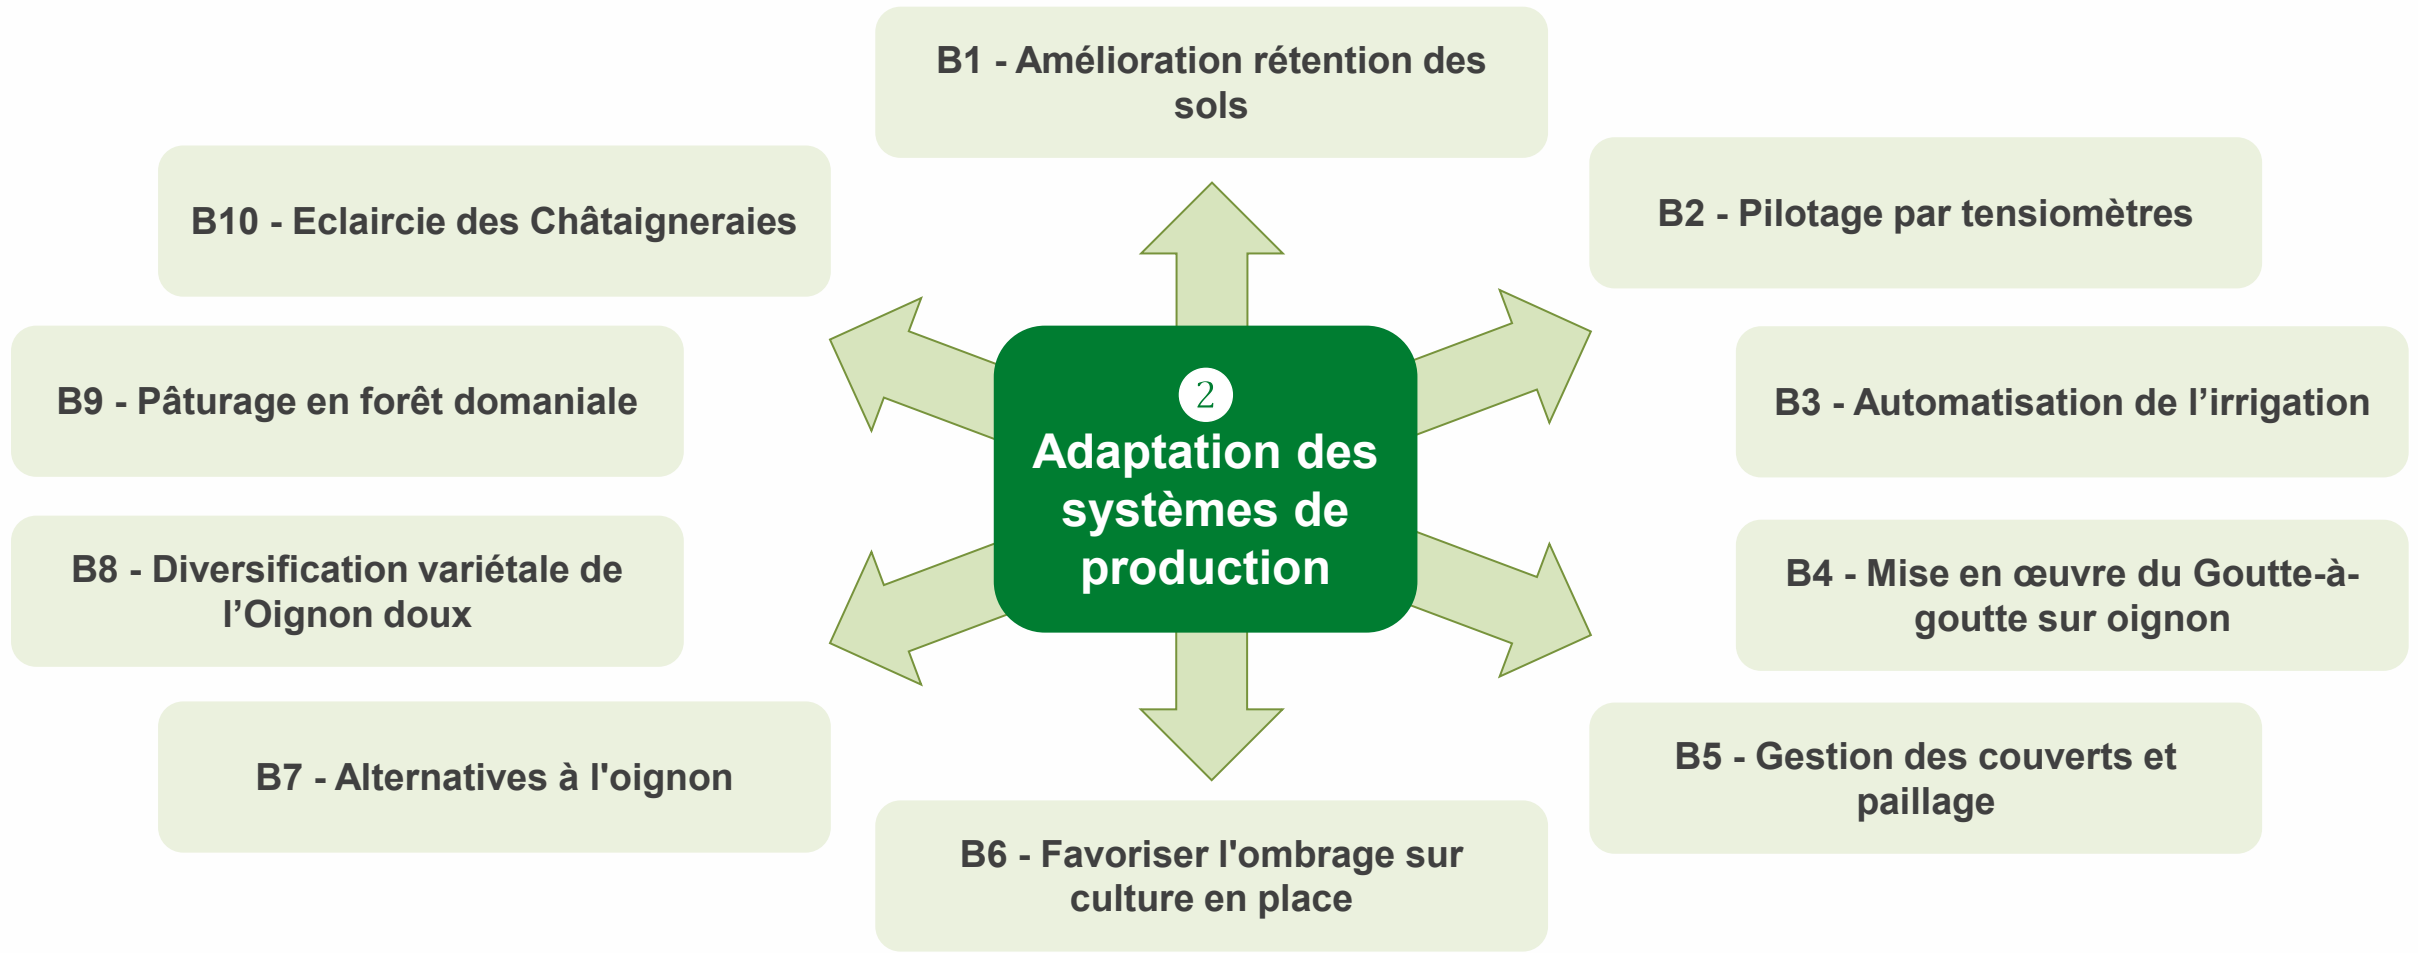 B1 - Amélioration rétention des
sols
B2 - Pilotage par tensiomètres
B3 - Automatisation de l’irrigation
B4 - Mise en œuvre du Goutte-à-
goutte sur oignon
B5 - Gestion des couverts et
paillage
B6 - Favoriser l'ombrage sur
culture en place
B7 - Alternatives à l'oignon
B8 - Diversification variétale de
l’Oignon doux
B9 - Pâturage en forêt domaniale
B10 - Eclaircie des Châtaigneraies
2
Adaptation des
systèmes de
production